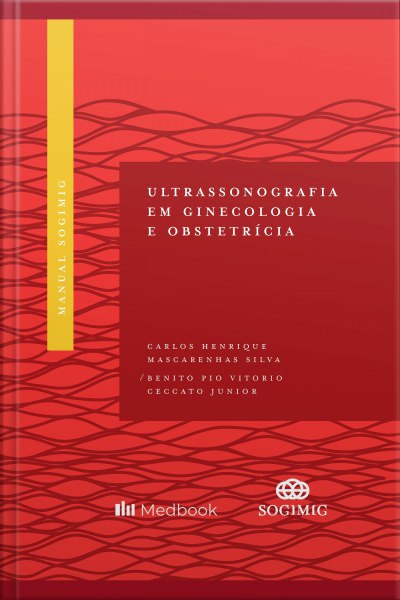 MANUAL SOGIMIG
ULTRASSONOGRAFIA
EM GINECOLOGIA
E OBSTETRÍCIA
CARLOS HENRIQUE
MASCARENHAS SILVA
/BENITO PIO VITORIO
CECCATO JUNIOR
Medbook
SOGIMIG